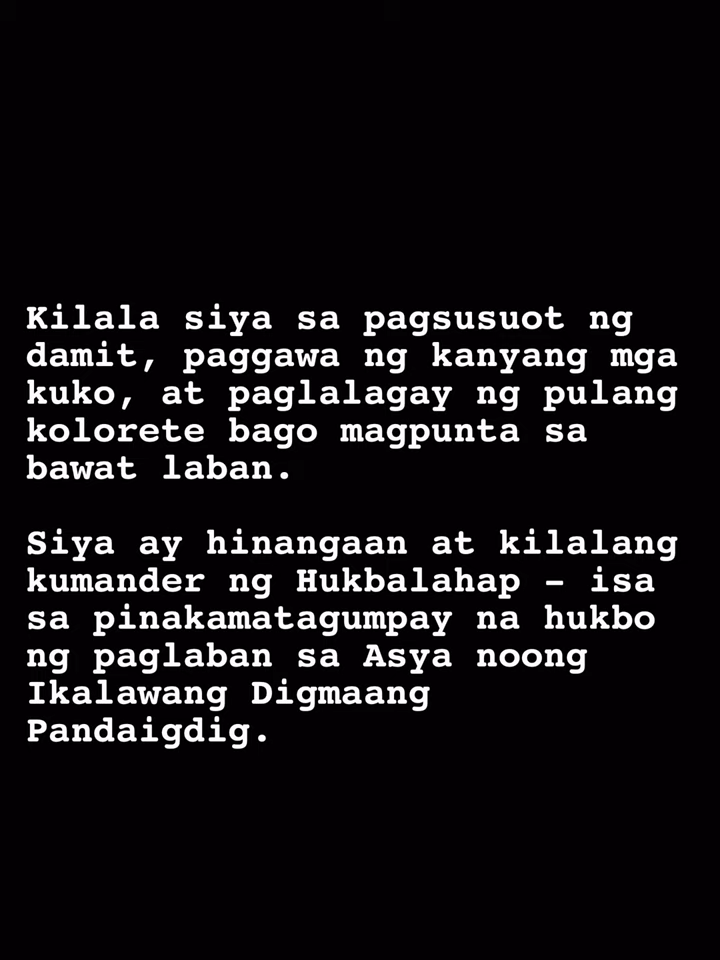 Kilala siya sa pagsusuot ng
damit, paggawa ng kanyang mga
kuko, at paglalagay ng pulang
kolorete bago magpunta sa
bawat laban.
Siya ay hinangaan at kilalang
kumander ng Hukbalahap – isa
sa pinakamatagumpay na hukbo
ng paglaban sa Asya noong
Ikalawang Digmaang
Pandaigdig.